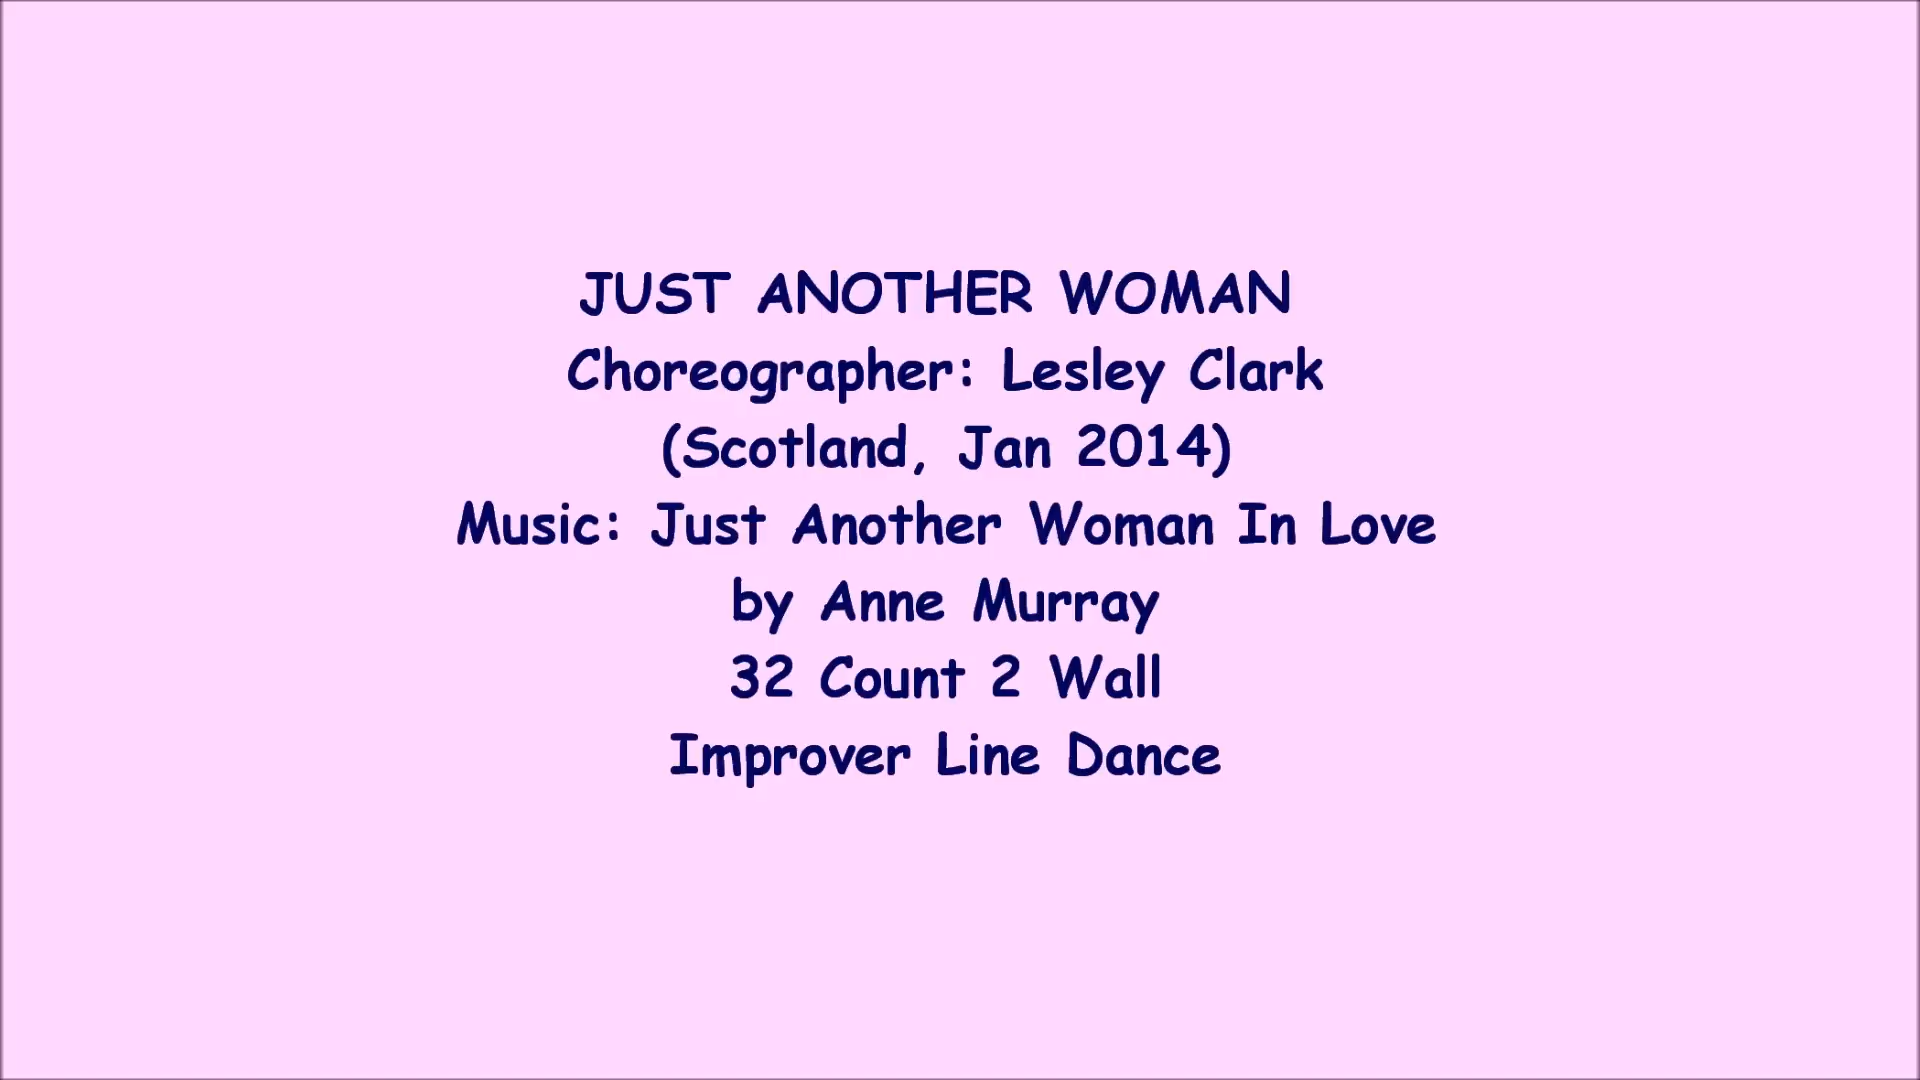 JUST ANOTHER WOMAN
Choreographer: Lesley Clark
(Scotland, Jan 2014)
Music: Just Another Woman In Love
by Anne Murray
32 Count 2 Wall
Improver Line Dance